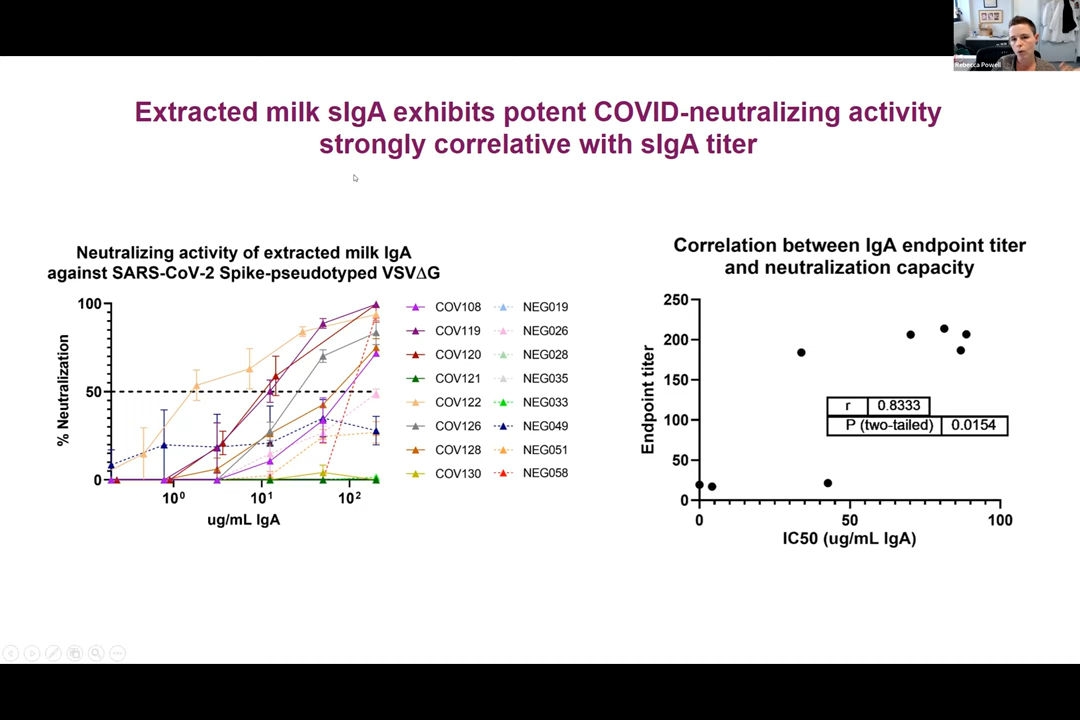 Rebecca Powell
Extracted milk sIgA exhibits potent COVID-neutralizing activity
strongly correlative with sIgA titer
Neutralizing activity of extracted milk IgA
against SARS-CoV-2 Spike-pseudotyped VSVΔG
% Neutralization
100
50
0
10⁰
10¹
10²
ug/mL IgA
COV108
COV119
COV120
COV121
COV122
COV126
COV128
COV130
NEG019
NEG026
NEG028
NEG035
NEG033
NEG049
NEG051
NEG058
Correlation between IgA endpoint titer
and neutralization capacity
Endpoint titer
250
200
150
100
50
0
r 0.8333
P (two-tailed) 0.0154
0 50 100
IC50 (ug/mL IgA)